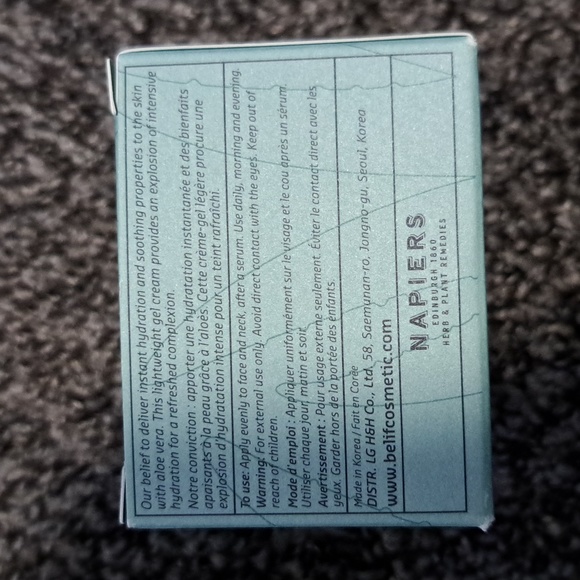 Our belief to deliver instant hydration and soothing properties to the skin
with aloe vera. This lightweight gel cream provides an explosion of intensive
hydration for a refreshed complexion.
Notre conviction : apporter une hydratation instantanée et des bienfaits
apaisants à la peau grâce à l'aloès. Cette crème-gel légère procure une
explosion d'hydratation intense pour un teint rafraîchi.
To use: Apply evenly to face and neck, after a serum. Use daily, morning and evening.
Warning: For external use only. Avoid direct contact with the eyes. Keep out of
reach of children.
Mode d'emploi : Appliquer uniformément sur le visage et le cou après un sérum.
Utiliser chaque jour, matin et soir.
Avertissement : Pour usage externe seulement. Éviter le contact direct avec les
yeux. Garder hors de la portée des enfants.
Made in Korea / Fait en Corée
DISTR. LG H&H Co., Ltd. 58, Saemunan-ro, Jongno-gu, Seoul, Korea
www.belifcosmetic.com
NAPIERS
EDINBURGH 1860
HERB & PLANT REMEDIES